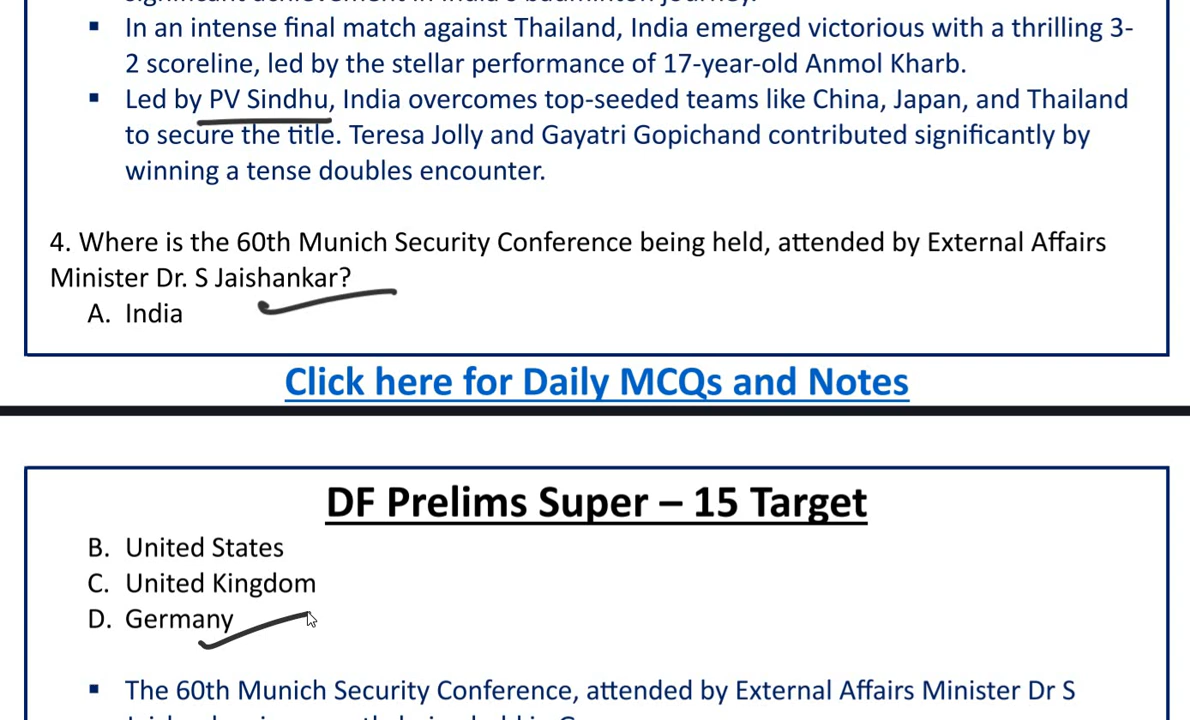 ▪ In an intense final match against Thailand, India emerged victorious with a thrilling 3-
2 scoreline, led by the stellar performance of 17-year-old Anmol Kharb.
▪ Led by PV Sindhu, India overcomes top-seeded teams like China, Japan, and Thailand
to secure the title. Teresa Jolly and Gayatri Gopichand contributed significantly by
winning a tense doubles encounter.
4. Where is the 60th Munich Security Conference being held, attended by External Affairs
Minister Dr. S Jaishankar?
A. India
Click here for Daily MCQs and Notes
DF Prelims Super – 15 Target
B. United States
C. United Kingdom
D. Germany
▪ The 60th Munich Security Conference, attended by External Affairs Minister Dr S